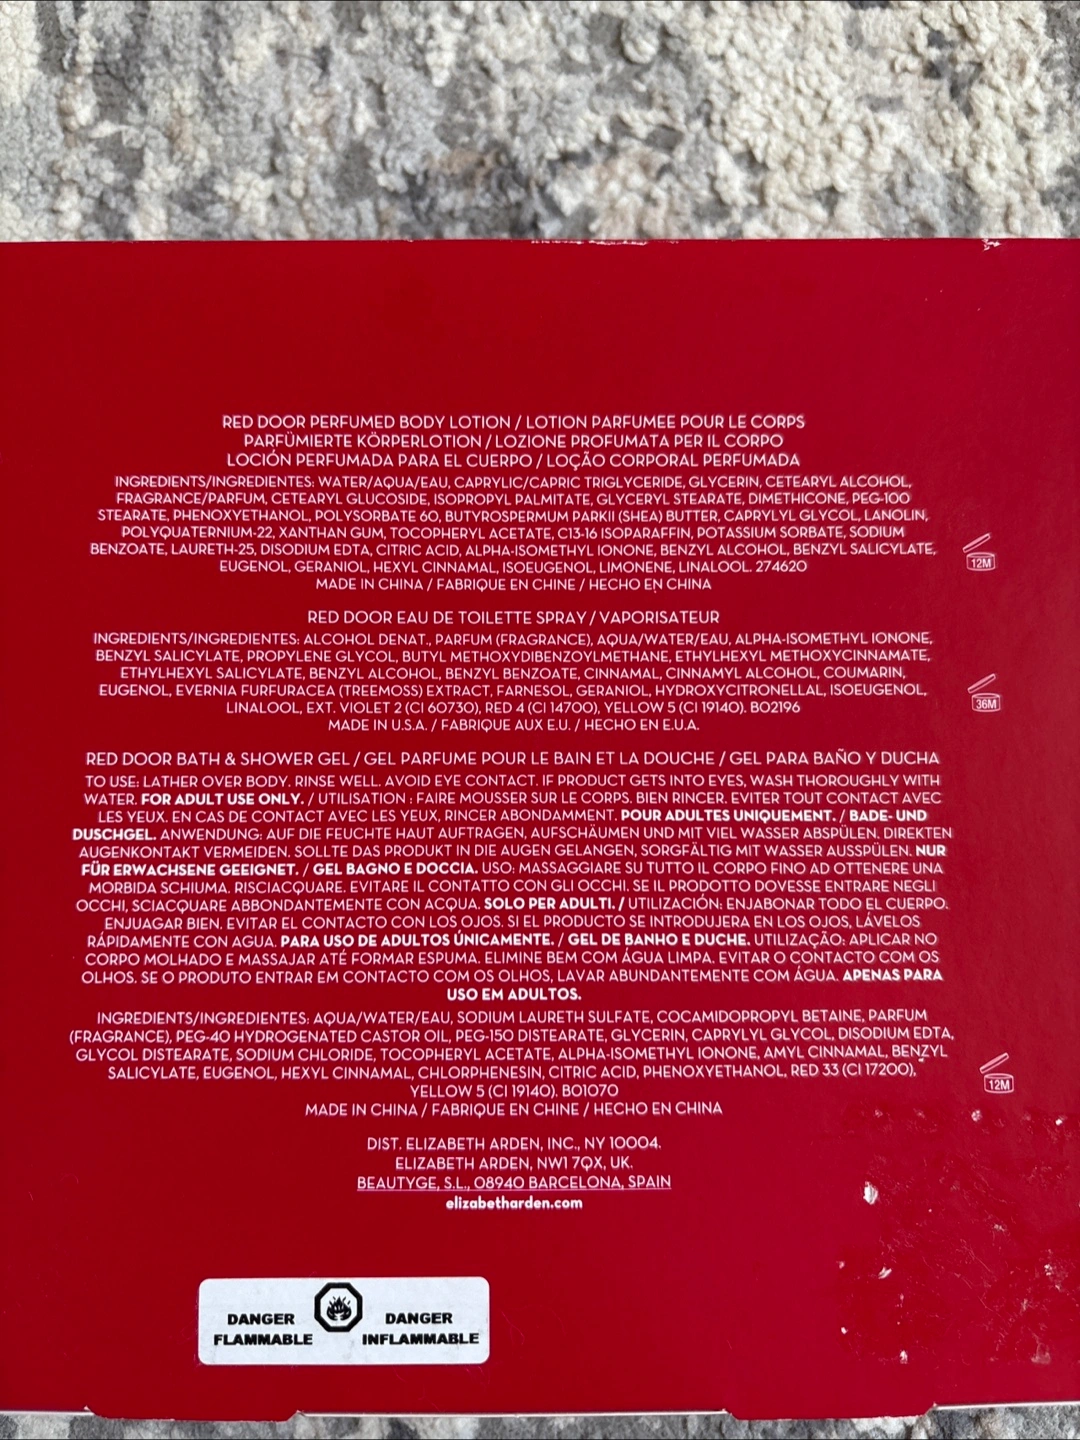 RED DOOR PERFUMED BODY LOTION / LOTION PARFUMEE POUR LE CORPS
PARFÜMIERTE KÖRPERLOTION / LOZIONE PROFUMATA PER IL CORPO
LOCIÓN PERFUMADA PARA EL CUERPO / LOÇÃO CORPORAL PERFUMADA
INGREDIENTS/INGREDIENTES: WATER/AQUA/EAU, CAPRYLIC/CAPRIC TRIGLYCERIDE, GLYCERIN, CETEARYL ALCOHOL,
FRAGRANCE/PARFUM, CETEARYL GLUCOSIDE, ISOPROPYL PALMITATE, GLYCERYL STEARATE, DIMETHICONE, PEG-100
STEARATE, PHENOXYETHANOL, POLYSORBATE 60, BUTYROSPERMUM PARKII (SHEA) BUTTER, CAPRYLYL GLYCOL, LANOLIN,
POLYQUATERNIUM-22, XANTHAN GUM, TOCOPHERYL ACETATE, C13-16 ISOPARAFFIN, POTASSIUM SORBATE, SODIUM
BENZOATE, LAURETH-25, DISODIUM EDTA, CITRIC ACID, ALPHA-ISOMETHYL IONONE, BENZYL ALCOHOL, BENZYL SALICYLATE,
EUGENOL, GERANIOL, HEXYL CINNAMAL, ISOEUGENOL, LIMONENE, LINALOOL. 274620
MADE IN CHINA / FABRIQUE EN CHINE / HECHO EN CHINA
12M
RED DOOR EAU DE TOILETTE SPRAY / VAPORISATEUR
INGREDIENTS/INGREDIENTES: ALCOHOL DENAT., PARFUM (FRAGRANCE), AQUA/WATER/EAU, ALPHA-ISOMETHYL IONONE,
BENZYL SALICYLATE, PROPYLENE GLYCOL, BUTYL METHOXYDIBENZOYLMETHANE, ETHYLHEXYL METHOXYCINNAMATE,
ETHYLHEXYL SALICYLATE, BENZYL ALCOHOL, BENZYL BENZOATE, CINNAMAL, CINNAMYL ALCOHOL, COUMARIN,
EUGENOL, EVERNIA FURFURACEA (TREEMOSS) EXTRACT, FARNESOL, GERANIOL, HYDROXYCITRONELLAL, ISOEUGENOL,
LINALOOL, EXT. VIOLET 2 (CI 60730), RED 4 (CI 14700), YELLOW 5 (CI 19140). B02196
MADE IN U.S.A. / FABRIQUE AUX E.U. / HECHO EN E.U.A.
36M
RED DOOR BATH & SHOWER GEL / GEL PARFUME POUR LE BAIN ET LA DOUCHE / GEL PARA BAÑO Y DUCHA
TO USE: LATHER OVER BODY. RINSE WELL. AVOID EYE CONTACT. IF PRODUCT GETS INTO EYES, WASH THOROUGHLY WITH
WATER. FOR ADULT USE ONLY. / UTILISATION : FAIRE MOUSSER SUR LE CORPS. BIEN RINCER. EVITER TOUT CONTACT AVEC
LES YEUX. EN CAS DE CONTACT AVEC LES YEUX, RINCER ABONDAMMENT. POUR ADULTES UNIQUEMENT. / BADE- UND
DUSCHGEL. ANWENDUNG: AUF DIE FEUCHTE HAUT AUFTRAGEN, AUFSCHÄUMEN UND MIT VIEL WASSER ABSPÜLEN. DIREKTEN
AUGENKONTAKT VERMEIDEN. SOLLTE DAS PRODUKT IN DIE AUGEN GELANGEN, SORGFÄLTIG MIT WASSER AUSSPÜLEN. NUR
FÜR ERWACHSENE GEEIGNET. / GEL BAGNO E DOCCIA. USO: MASSAGGIARE SU TUTTO IL CORPO FINO AD OTTENERE UNA
MORBIDA SCHIUMA. RISCIACQUARE. EVITARE IL CONTATTO CON GLI OCCHI. SE IL PRODOTTO DOVESSE ENTRARE NEGLI
OCCHI, SCIACQUARE ABBONDANTEMENTE CON ACQUA. SOLO PER ADULTI. / UTILIZACIÓN: ENJABONAR TODO EL CUERPO.
ENJUAGAR BIEN. EVITAR EL CONTACTO CON LOS OJOS. SI EL PRODUCTO SE INTRODUJERA EN LOS OJOS, LÁVELOS
RÁPIDAMENTE CON AGUA. PARA USO DE ADULTOS ÚNICAMENTE. / GEL DE BANHO E DUCHE. UTILIZAÇÃO: APLICAR NO
CORPO MOLHADO E MASSAJAR ATÉ FORMAR ESPUMA. ELIMINE BEM COM ÁGUA LIMPA. EVITAR O CONTACTO COM OS
OLHOS. SE O PRODUTO ENTRAR EM CONTACTO COM OS OLHOS, LAVAR ABUNDANTEMENTE COM ÁGUA. APENAS PARA
USO EM ADULTOS.
INGREDIENTS/INGREDIENTES: AQUA/WATER/EAU, SODIUM LAURETH SULFATE, COCAMIDOPROPYL BETAINE, PARFUM
(FRAGRANCE), PEG-40 HYDROGENATED CASTOR OIL, PEG-150 DISTEARATE, GLYCERIN, CAPRYLYL GLYCOL, DISODIUM EDTA,
GLYCOL DISTEARATE, SODIUM CHLORIDE, TOCOPHERYL ACETATE, ALPHA-ISOMETHYL IONONE, AMYL CINNAMAL, BENZYL
SALICYLATE, EUGENOL, HEXYL CINNAMAL, CHLORPHENESIN, CITRIC ACID, PHENOXYETHANOL, RED 33 (CI 17200),
YELLOW 5 (CI 19140). B01070
MADE IN CHINA / FABRIQUE EN CHINE / HECHO EN CHINA
12M
DIST. ELIZABETH ARDEN, INC., NY 10004.
ELIZABETH ARDEN, NW1 7QX, UK.
BEAUTYGE, S.L., 08940 BARCELONA, SPAIN
elizabetharden.com
DANGER DANGER
FLAMMABLE INFLAMMABLE